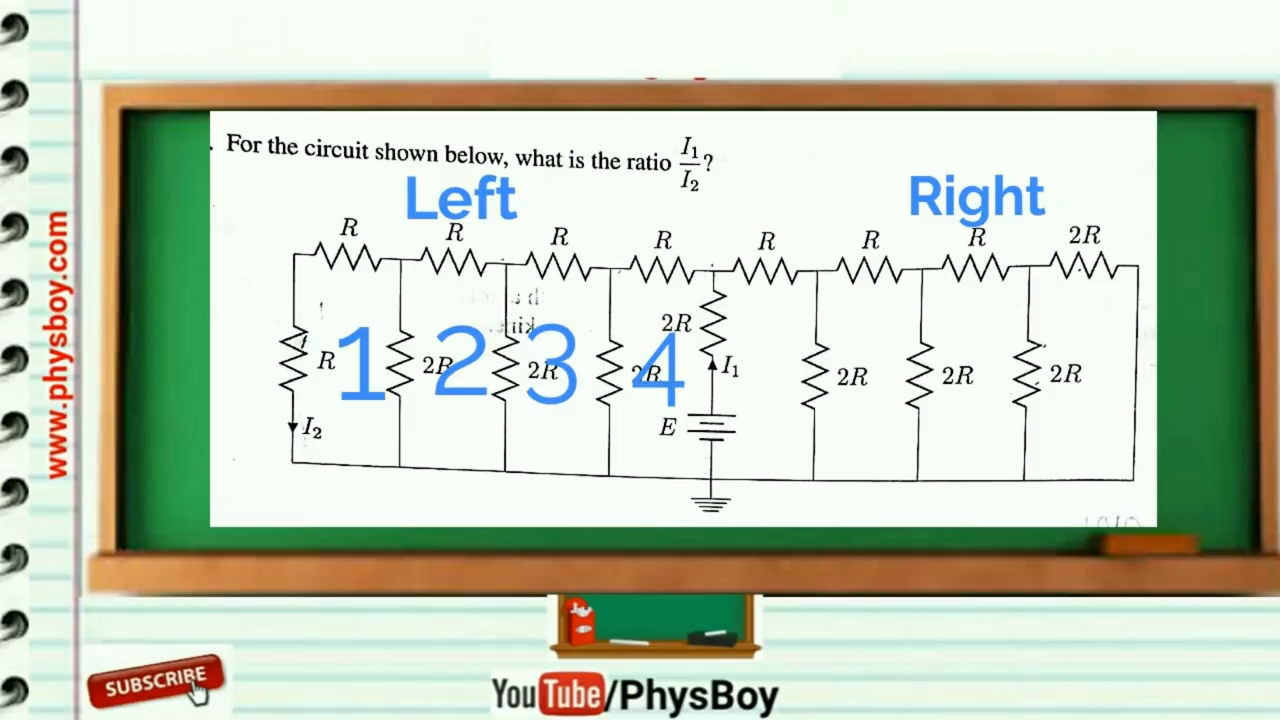 . For the circuit shown below, what is the ratio I₁/I₂?
Left Right
R R R R R R R 2R
2R
R 1 2R 2 2R 3 2R 4 I₁ 2R 2R 2R
I₂ E
www.physboy.com
SUBSCRIBE
YouTube/PhysBoy